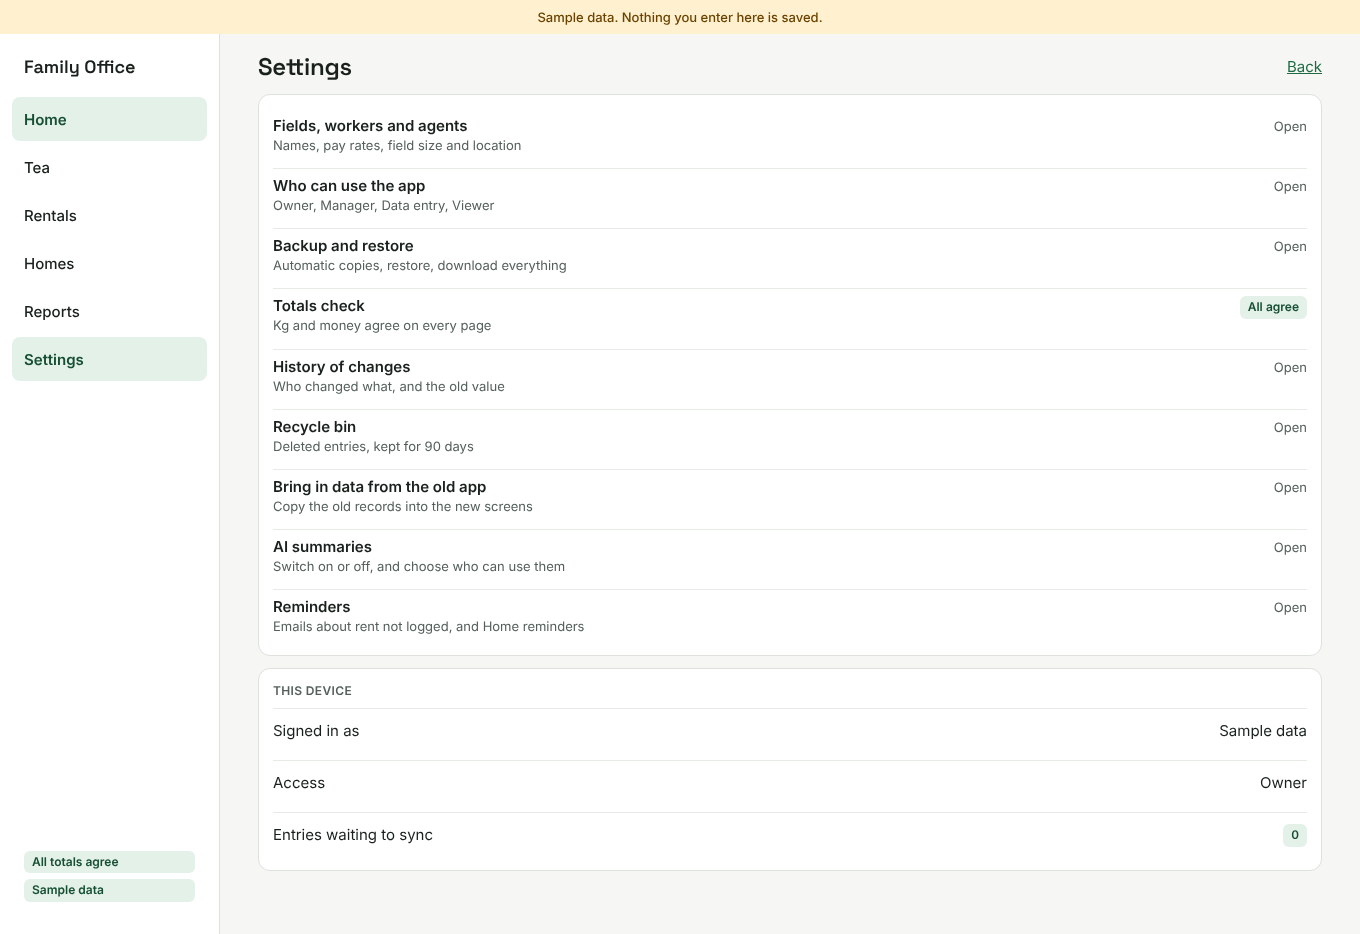 Sample data. Nothing you enter here is saved.
Family Office
Home
Tea
Rentals
Homes
Reports
Settings
All totals agree
Sample data
Settings
Back
Fields, workers and agents
Open
Names, pay rates, field size and location
Who can use the app
Open
Owner, Manager, Data entry, Viewer
Backup and restore
Open
Automatic copies, restore, download everything
Totals check
All agree
Kg and money agree on every page
History of changes
Open
Who changed what, and the old value
Recycle bin
Open
Deleted entries, kept for 90 days
Bring in data from the old app
Open
Copy the old records into the new screens
AI summaries
Open
Switch on or off, and choose who can use them
Reminders
Open
Emails about rent not logged, and Home reminders
THIS DEVICE
Signed in as
Sample data
Access
Owner
Entries waiting to sync
0